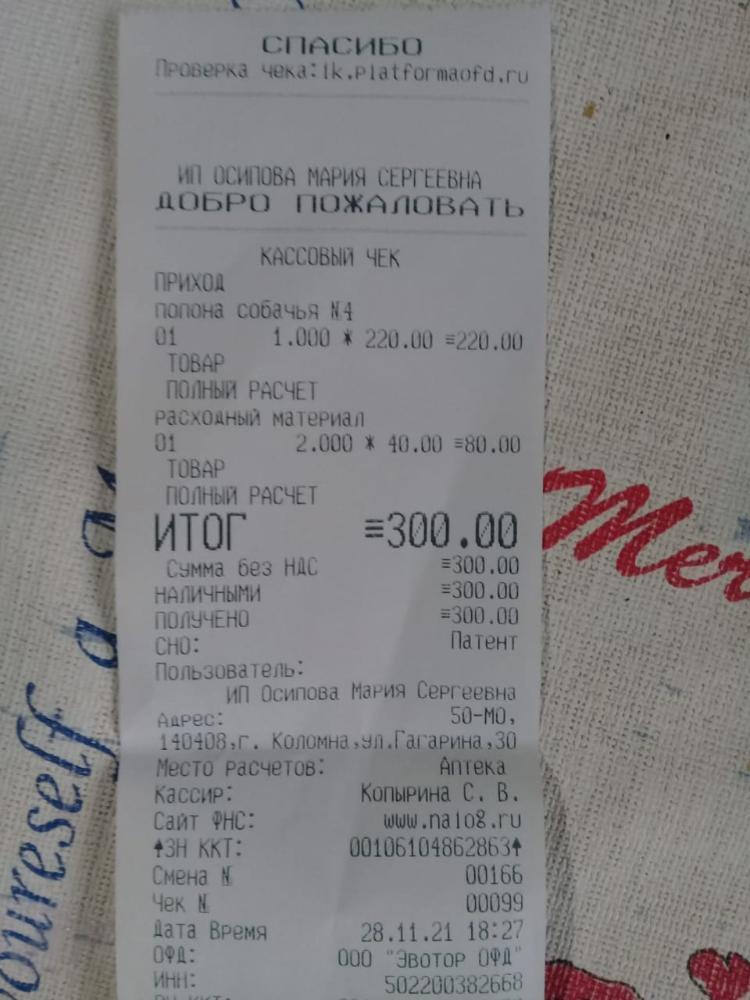 СПАСИБО
Проверка чека:lk.platformaofd.ru
ИП ОСИПОВА МАРИЯ СЕРГЕЕВНА
ДОБРО ПОЖАЛОВАТЬ
КАССОВЫЙ ЧЕК
ПРИХОД
попона собачья №4
01 1.000 * 220.00 =220.00
ТОВАР
ПОЛНЫЙ РАСЧЕТ
расходный материал
01 2.000 * 40.00 =80.00
ТОВАР
ПОЛНЫЙ РАСЧЕТ
ИТОГ =300.00
Сумма без НДС =300.00
НАЛИЧНЫМИ =300.00
ПОЛУЧЕНО =300.00
СНО: Патент
Пользователь:
ИП Осипова Мария Сергеевна
Адрес: 50-МО,
140408,г. Коломна,ул.Гагарина,30
Место расчетов: Аптека
Кассир: Копырина С. В.
Сайт ФНС: www.nalog.ru
ЗН ККТ: 00106104862863
Смена № 00166
Чек № 00099
Дата Время 28.11.21 18:27
ОФД: ООО "Эвотор ОФД"
ИНН: 502200382668
youreself a
Mer